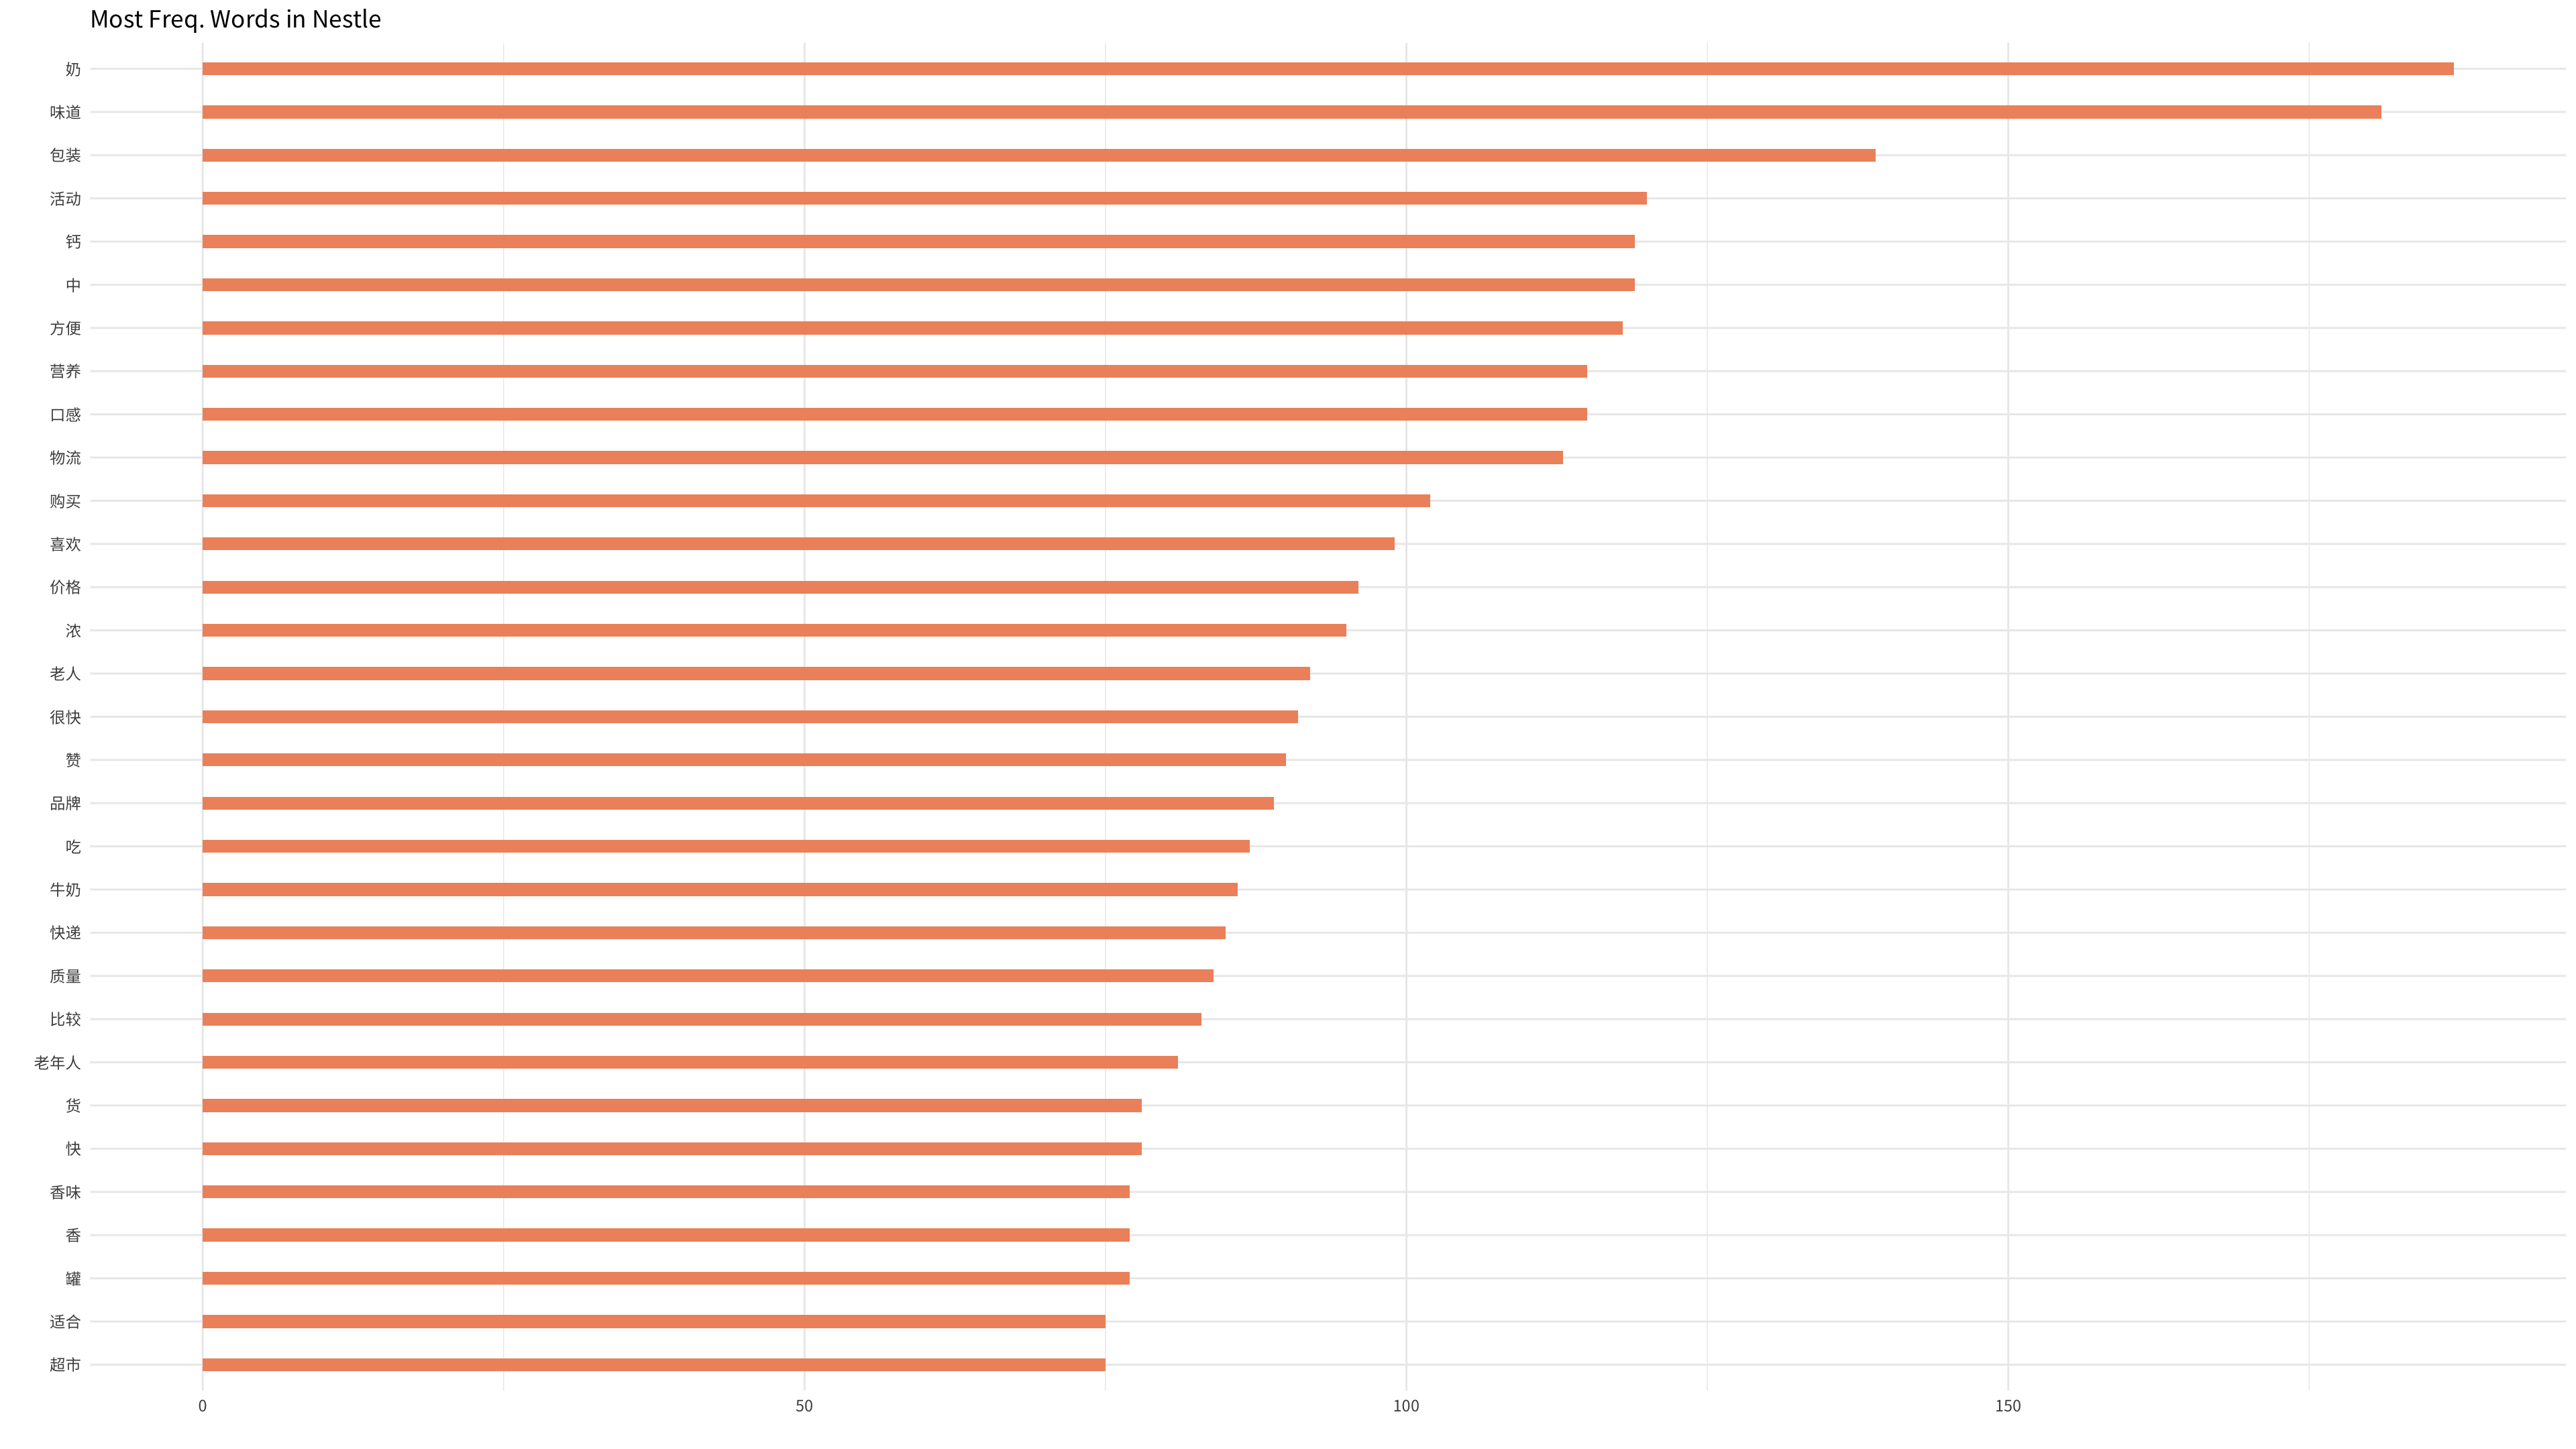 Most Freq. Words in Nestle
奶
味道
包装
活动
钙
中
方便
营养
口感
物流
购买
喜欢
价格
浓
老人
很快
赞
品牌
吃
牛奶
快递
质量
比较
老年人
货
快
香味
香
罐
适合
超市
0 50 100 150